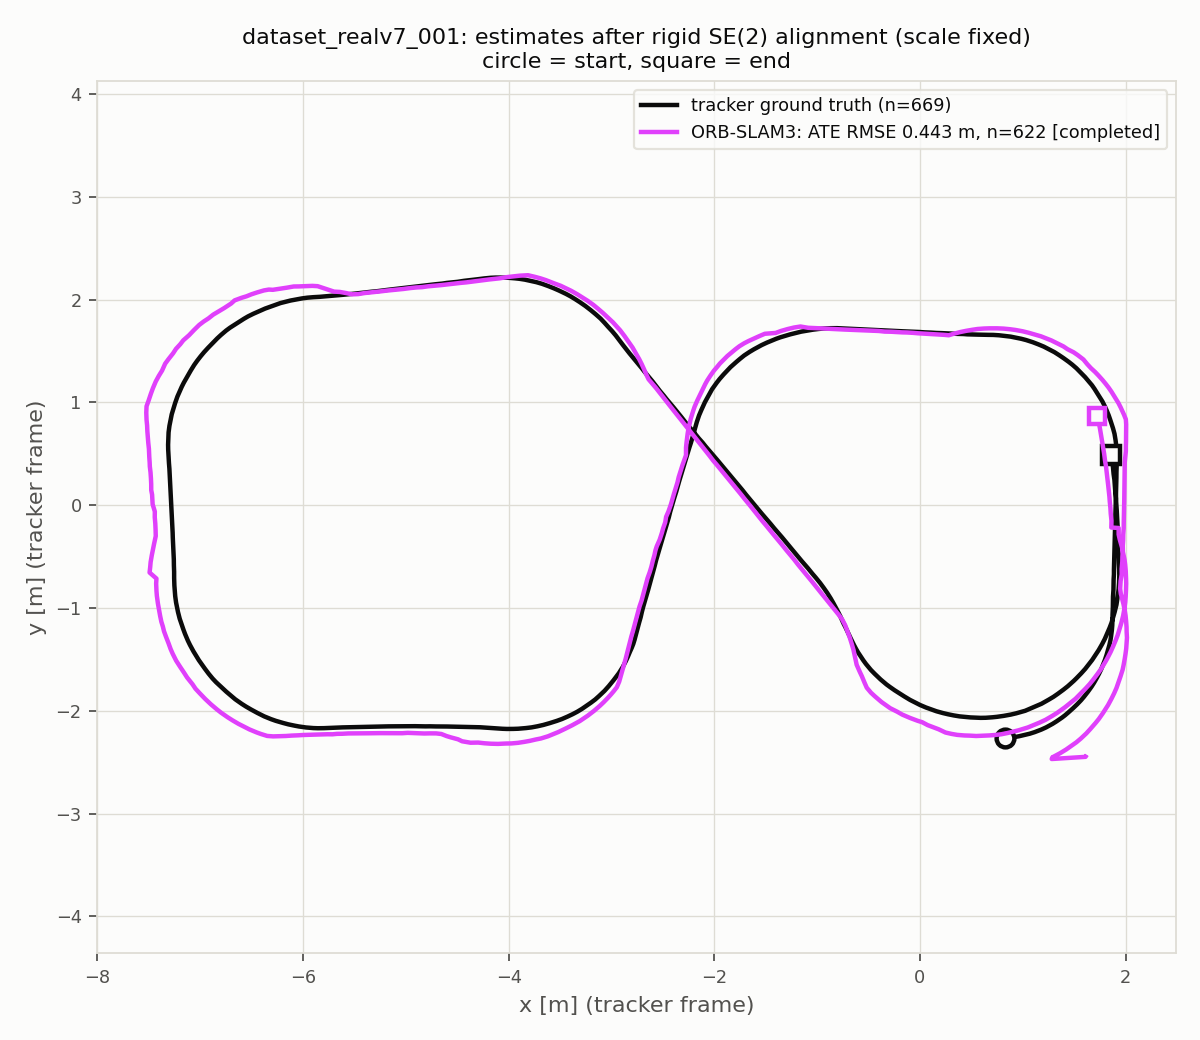 dataset_realv7_001: estimates after rigid SE(2) alignment (scale fixed)
circle = start, square = end
tracker ground truth (n=669)
ORB-SLAM3: ATE RMSE 0.443 m, n=622 [completed]
4
3
2
1
0
−1
−2
−3
−4
y [m] (tracker frame)
−8
−6
−4
−2
0
2
x [m] (tracker frame)